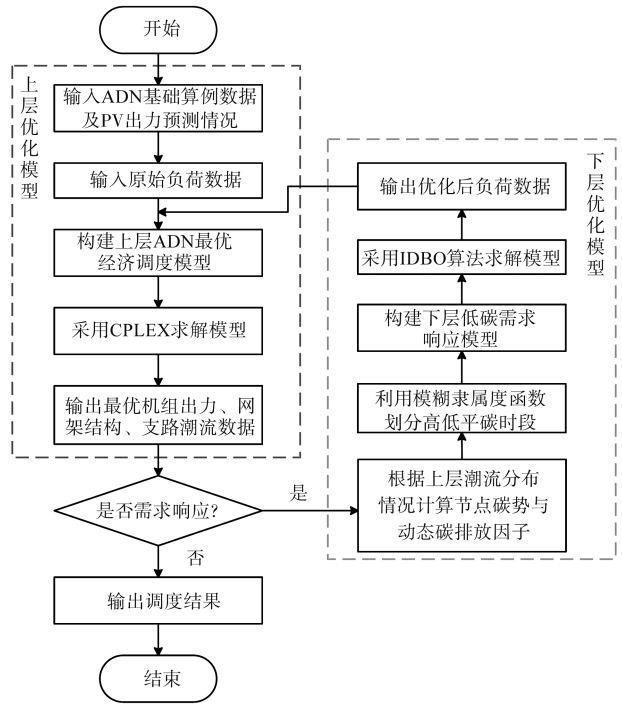 开始
上层优化模型
输入ADN基础算例数据
及PV出力预测情况
输入原始负荷数据
构建上层ADN最优
经济调度模型
采用CPLEX求解模型
输出最优机组出力、网
架结构、支路潮流数据
是否需求响应?
是
否
输出调度结果
结束
下层优化模型
输出优化后负荷数据
采用IDBO算法求解模型
构建下层低碳需求
响应模型
利用模糊隶属度函数
划分高低平碳时段
根据上层潮流分布
情况计算节点碳势与
动态碳排放因子